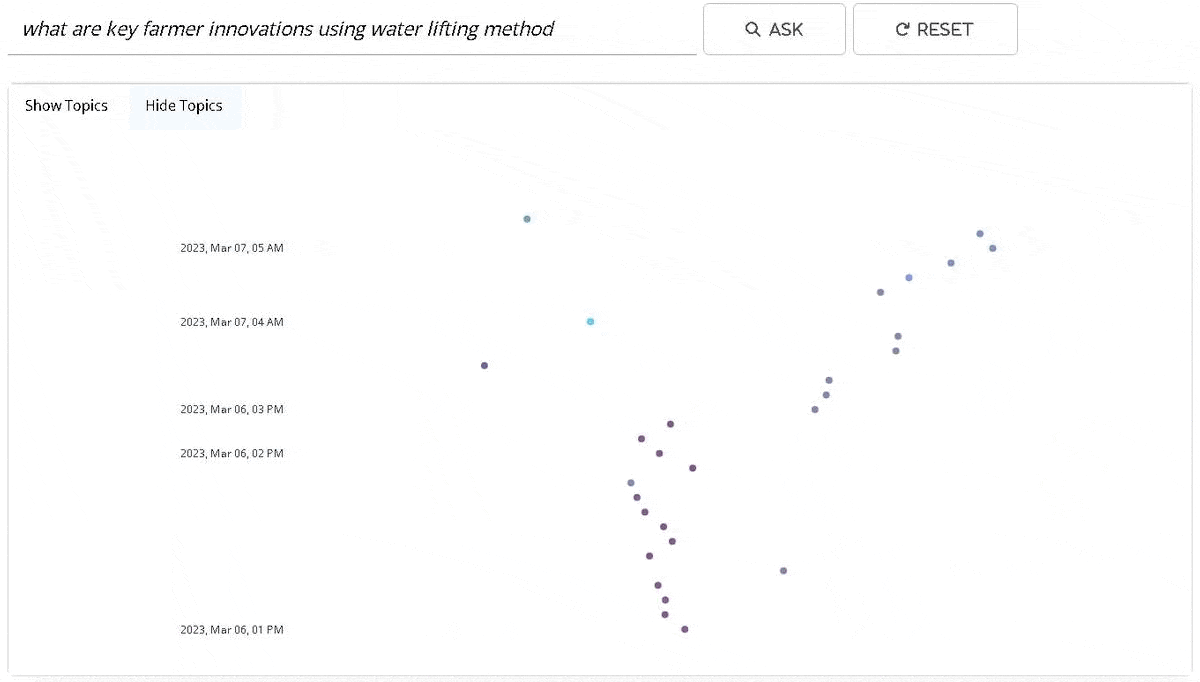 what are key farmer innovations using water lifting method
ASK
RESET
Show Topics
Hide Topics
2023, Mar 07, 05 AM
2023, Mar 07, 04 AM
2023, Mar 06, 03 PM
2023, Mar 06, 02 PM
2023, Mar 06, 01 PM